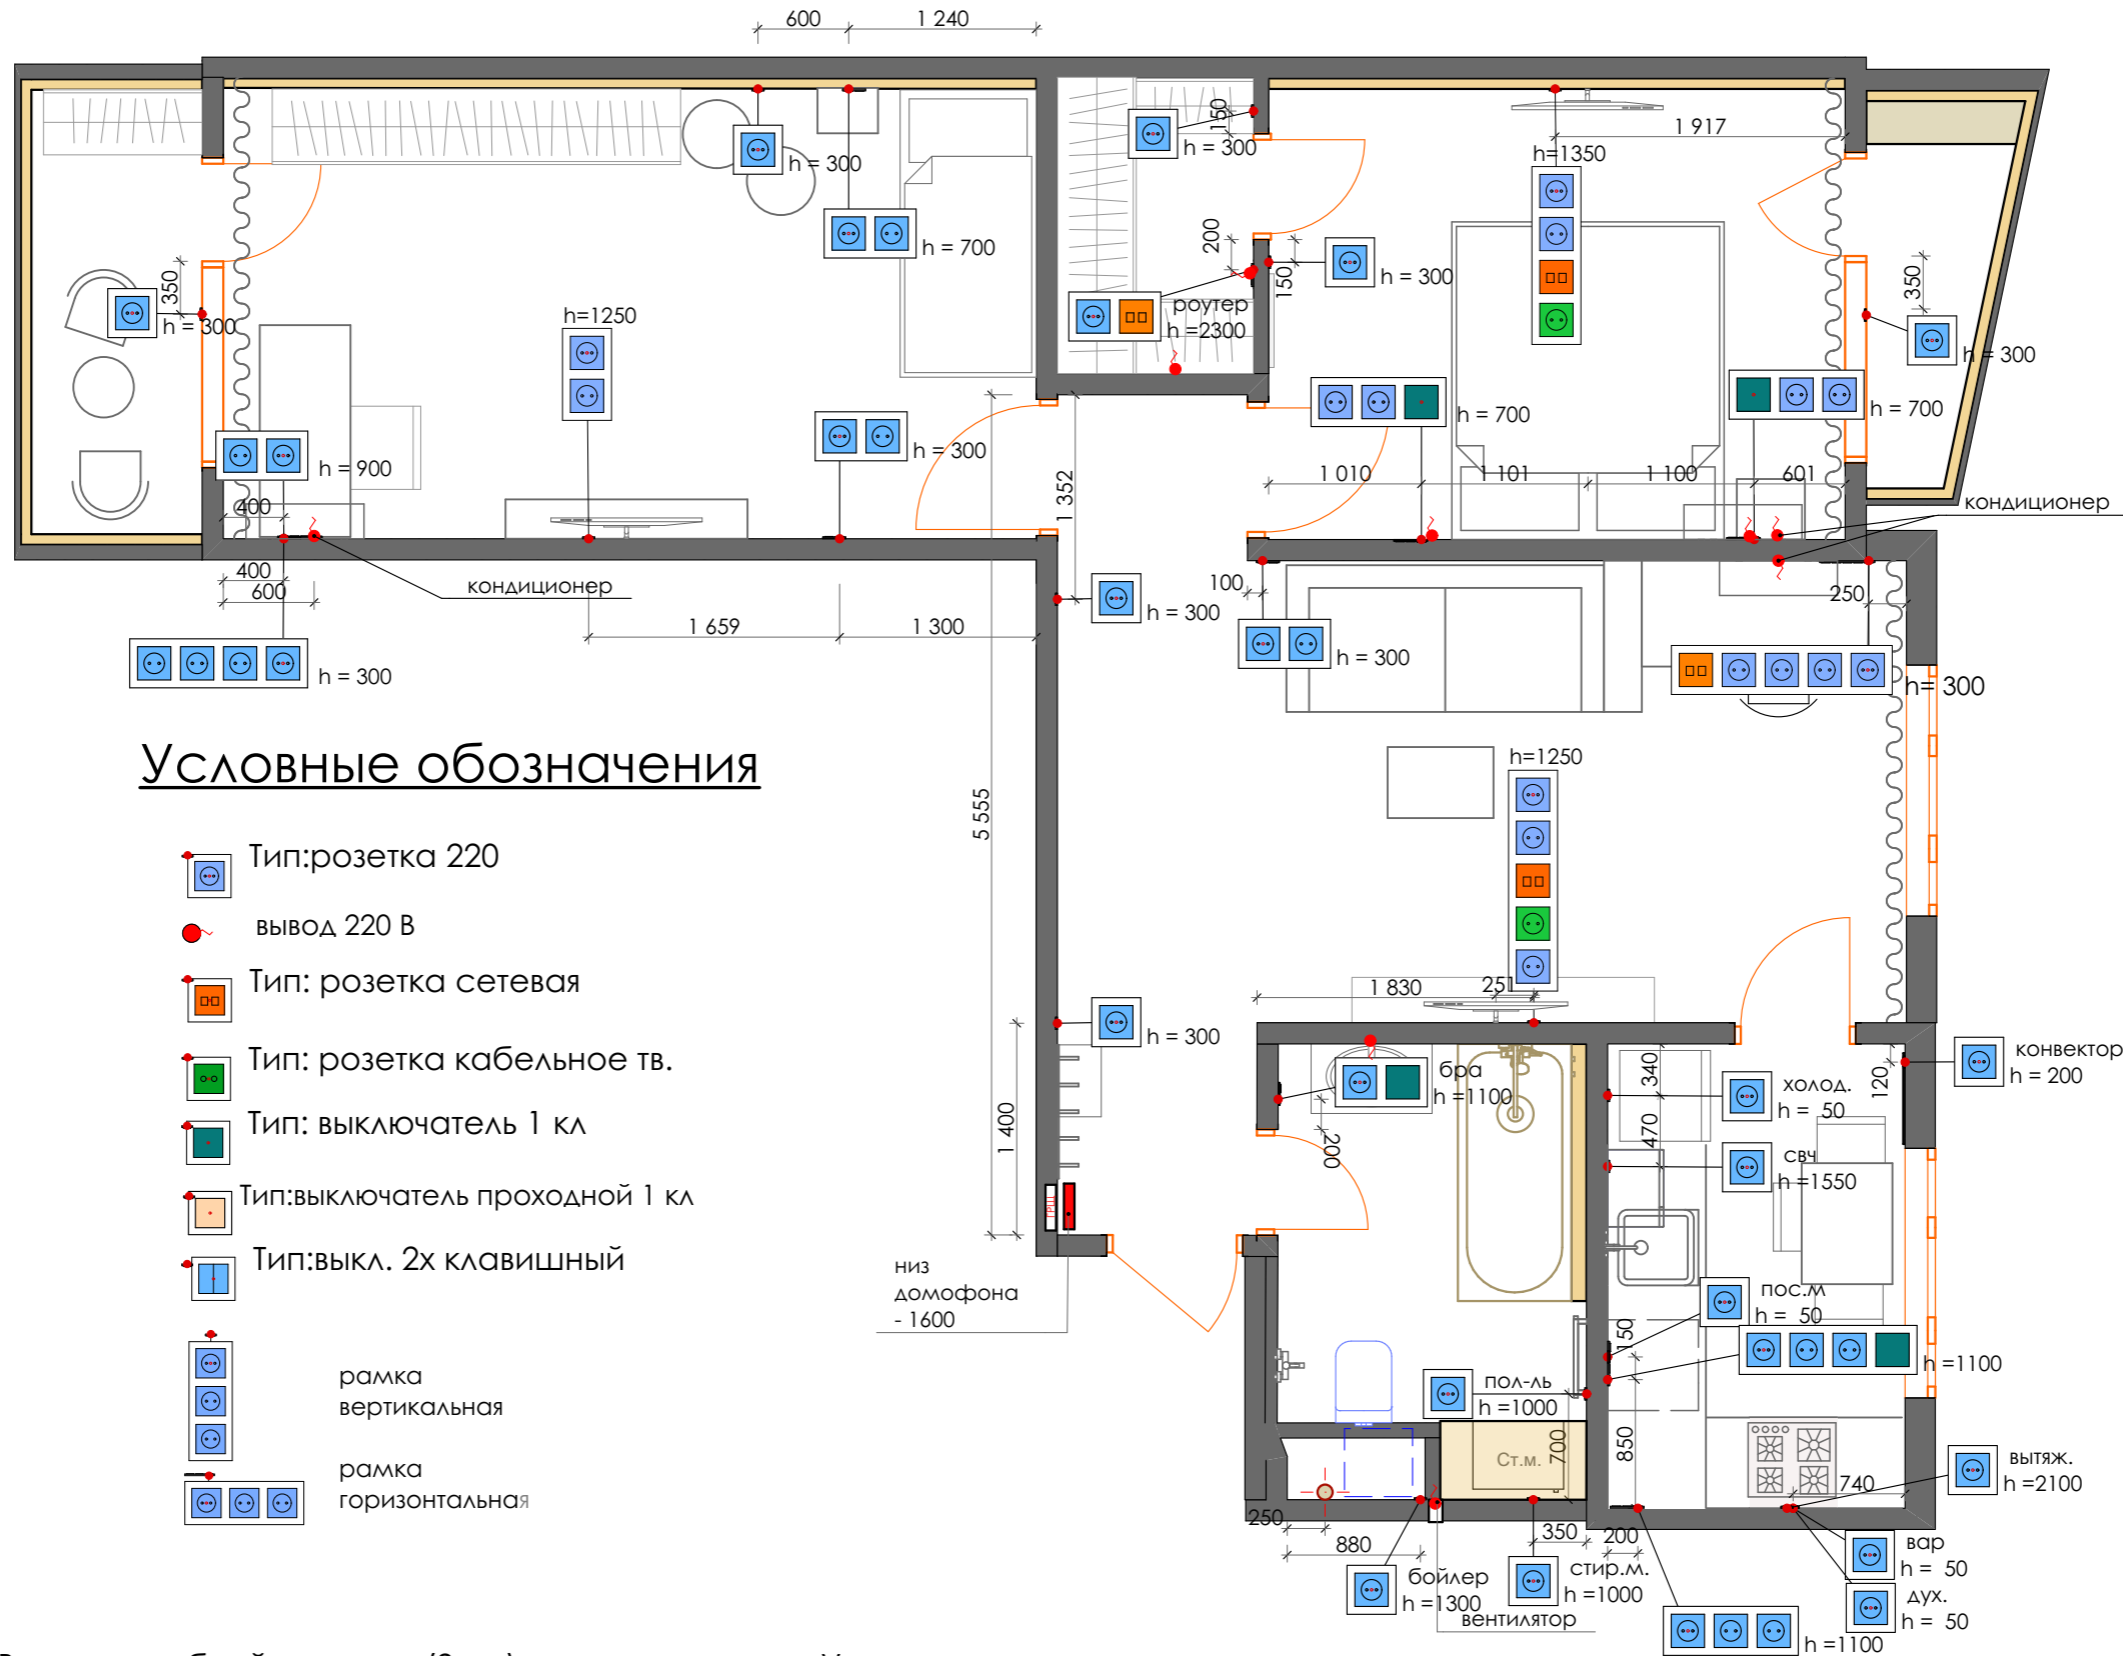 600
1 240
150
h = 300
1 917
h=1350
h = 300
h = 700
200
150
h = 300
роутер
h =2300
350
h = 300
350
h = 300
h=1250
h = 300
h = 700
h = 700
h = 900
400
1 352
1 010
1 101
1 100
601
кондиционер
400
600
кондиционер
100
250
h = 300
1 659
1 300
h = 300
h = 300
h= 300
Условные обозначения
h=1250
5 555
Тип:розетка 220
вывод 220 В
Тип: розетка сетевая
Тип: розетка кабельное тв.
Тип: выключатель 1 кл
Тип:выключатель проходной 1 кл
Тип:выкл. 2х клавишный
рамка
вертикальная
рамка
горизонтальная
1 830
251
h = 300
1 400
бра
h =1100
200
340
470
холод.
h = 50
свч
h =1550
120
конвектор
h = 200
низ
домофона
- 1600
пос.м
h = 50
150
h =1100
пол-ль
h =1000
Ст.м.
700
850
740
вытяж.
h =2100
250
880
350
200
бойлер
h =1300
вентилятор
стир.м.
h =1000
вар
h = 50
дух.
h = 50
h =1100